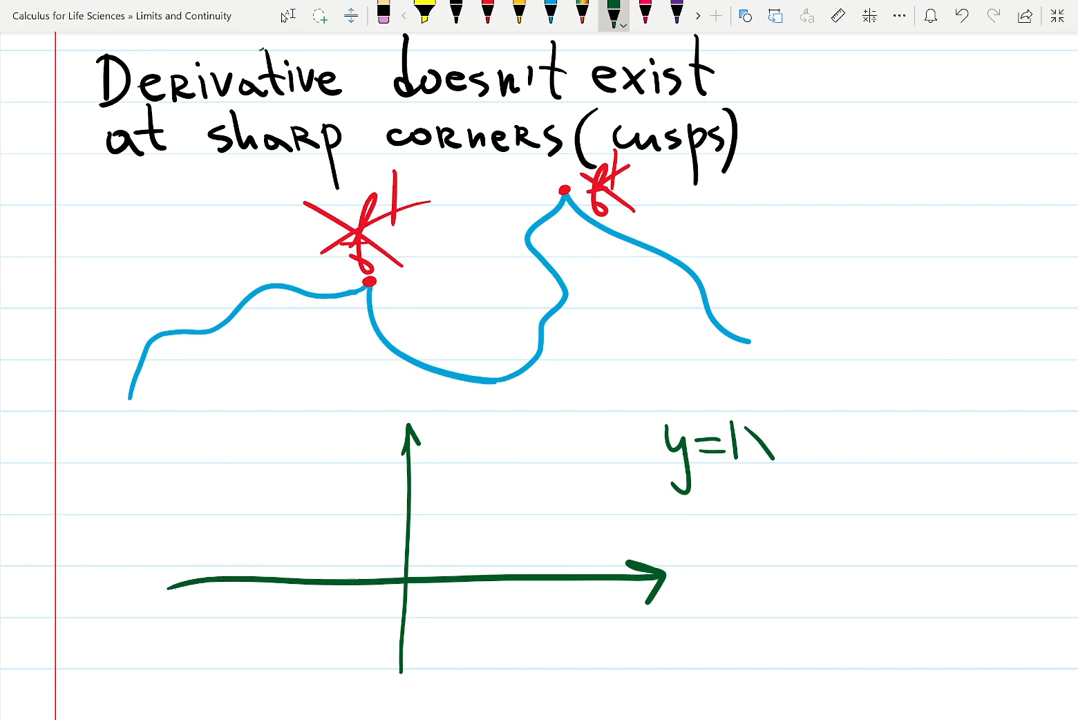 Calculus for Life Sciences » Limits and Continuity
Derivative doesn't exist
at sharp corners (cusps)
f'
f'
y=|\